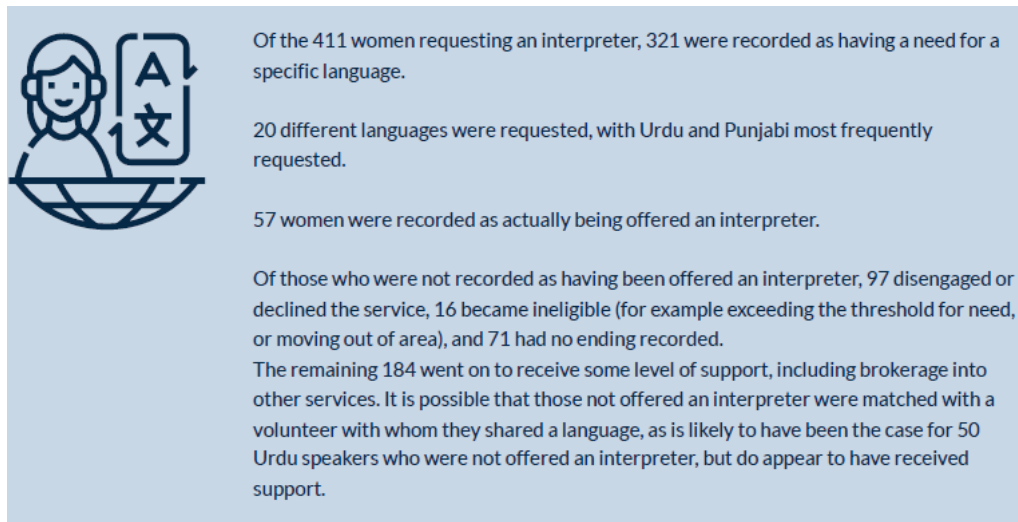 A
文
Of the 411 women requesting an interpreter, 321 were recorded as having a need for a
specific language.
20 different languages were requested, with Urdu and Punjabi most frequently
requested.
57 women were recorded as actually being offered an interpreter.
Of those who were not recorded as having been offered an interpreter, 97 disengaged or
declined the service, 16 became ineligible (for example exceeding the threshold for need,
or moving out of area), and 71 had no ending recorded.
The remaining 184 went on to receive some level of support, including brokerage into
other services. It is possible that those not offered an interpreter were matched with a
volunteer with whom they shared a language, as is likely to have been the case for 50
Urdu speakers who were not offered an interpreter, but do appear to have received
support.